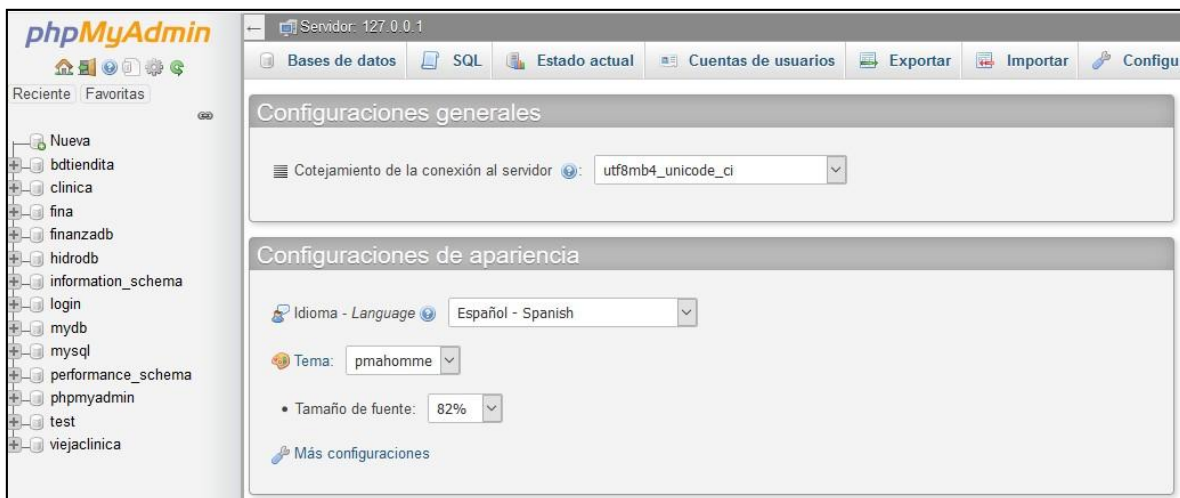 phpMyAdmin
Reciente Favoritas
Nueva
bdtiendita
clinica
fina
finanzadb
hidrodb
information_schema
login
mydb
mysql
performance_schema
phpmyadmin
test
viejaclinica
Servidor: 127.0.0.1
Bases de datos SQL Estado actual Cuentas de usuarios Exportar Importar Configu
Configuraciones generales
Cotejamiento de la conexión al servidor : utf8mb4_unicode_ci
Configuraciones de apariencia
Idioma - Language Español - Spanish
Tema: pmahomme
• Tamaño de fuente: 82%
Más configuraciones